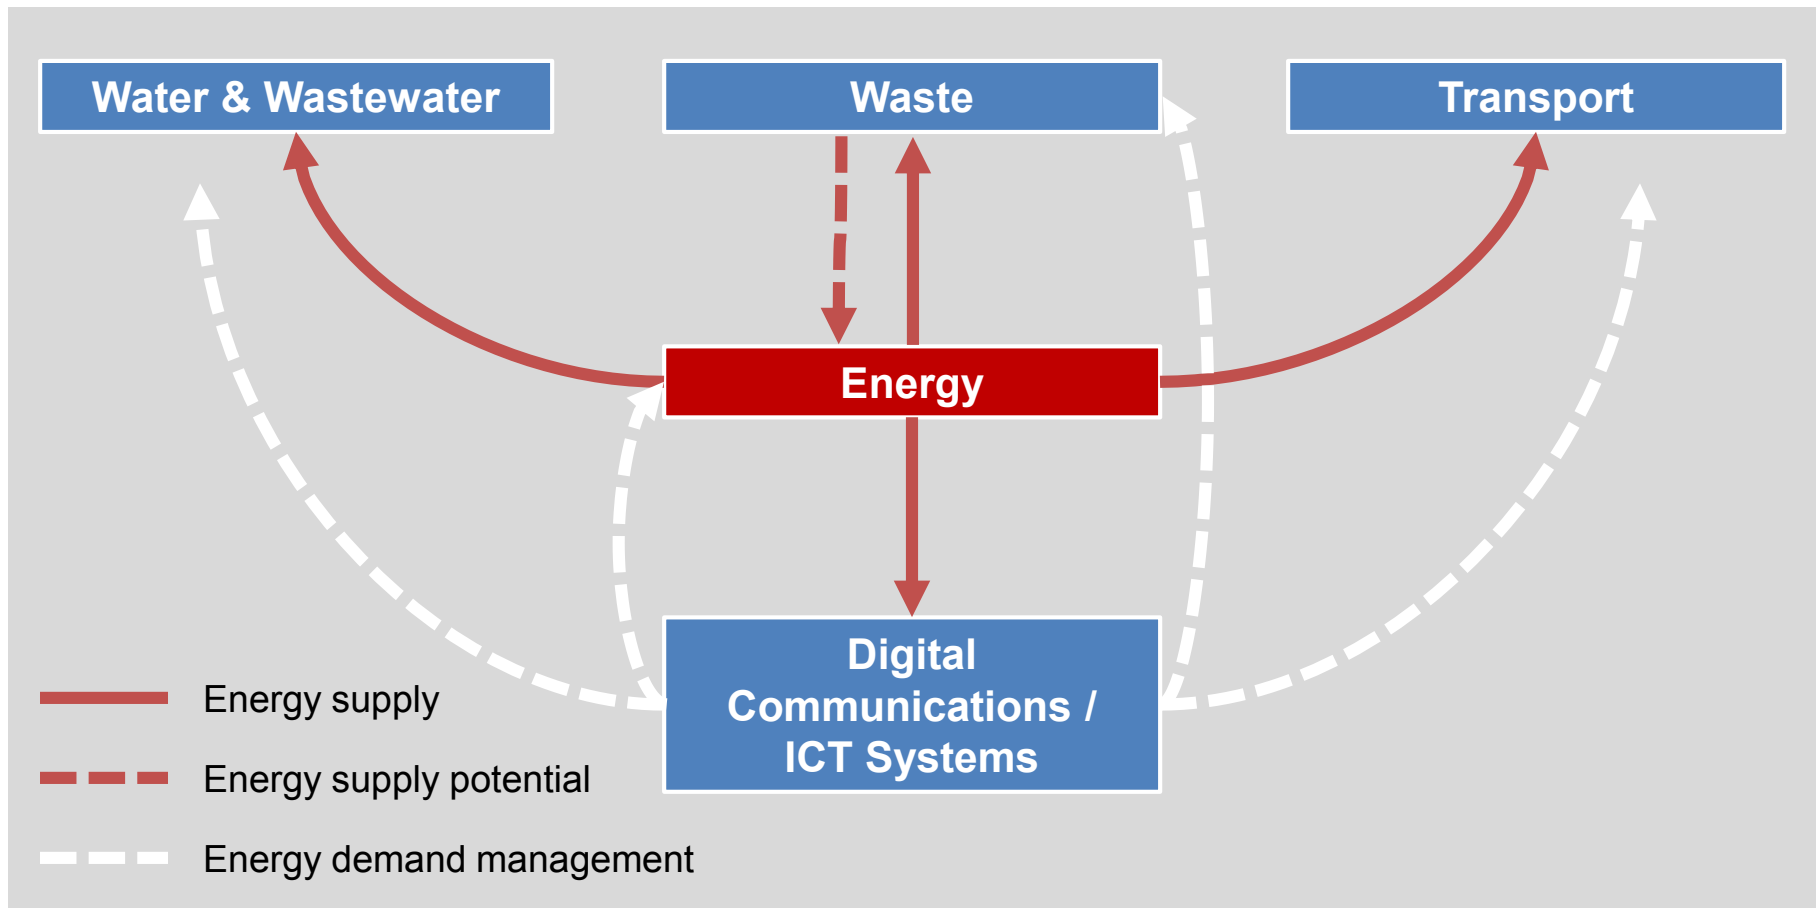 Water & Wastewater
Waste
Transport
Energy
Digital
Communications /
ICT Systems
Energy supply
Energy supply potential
Energy demand management